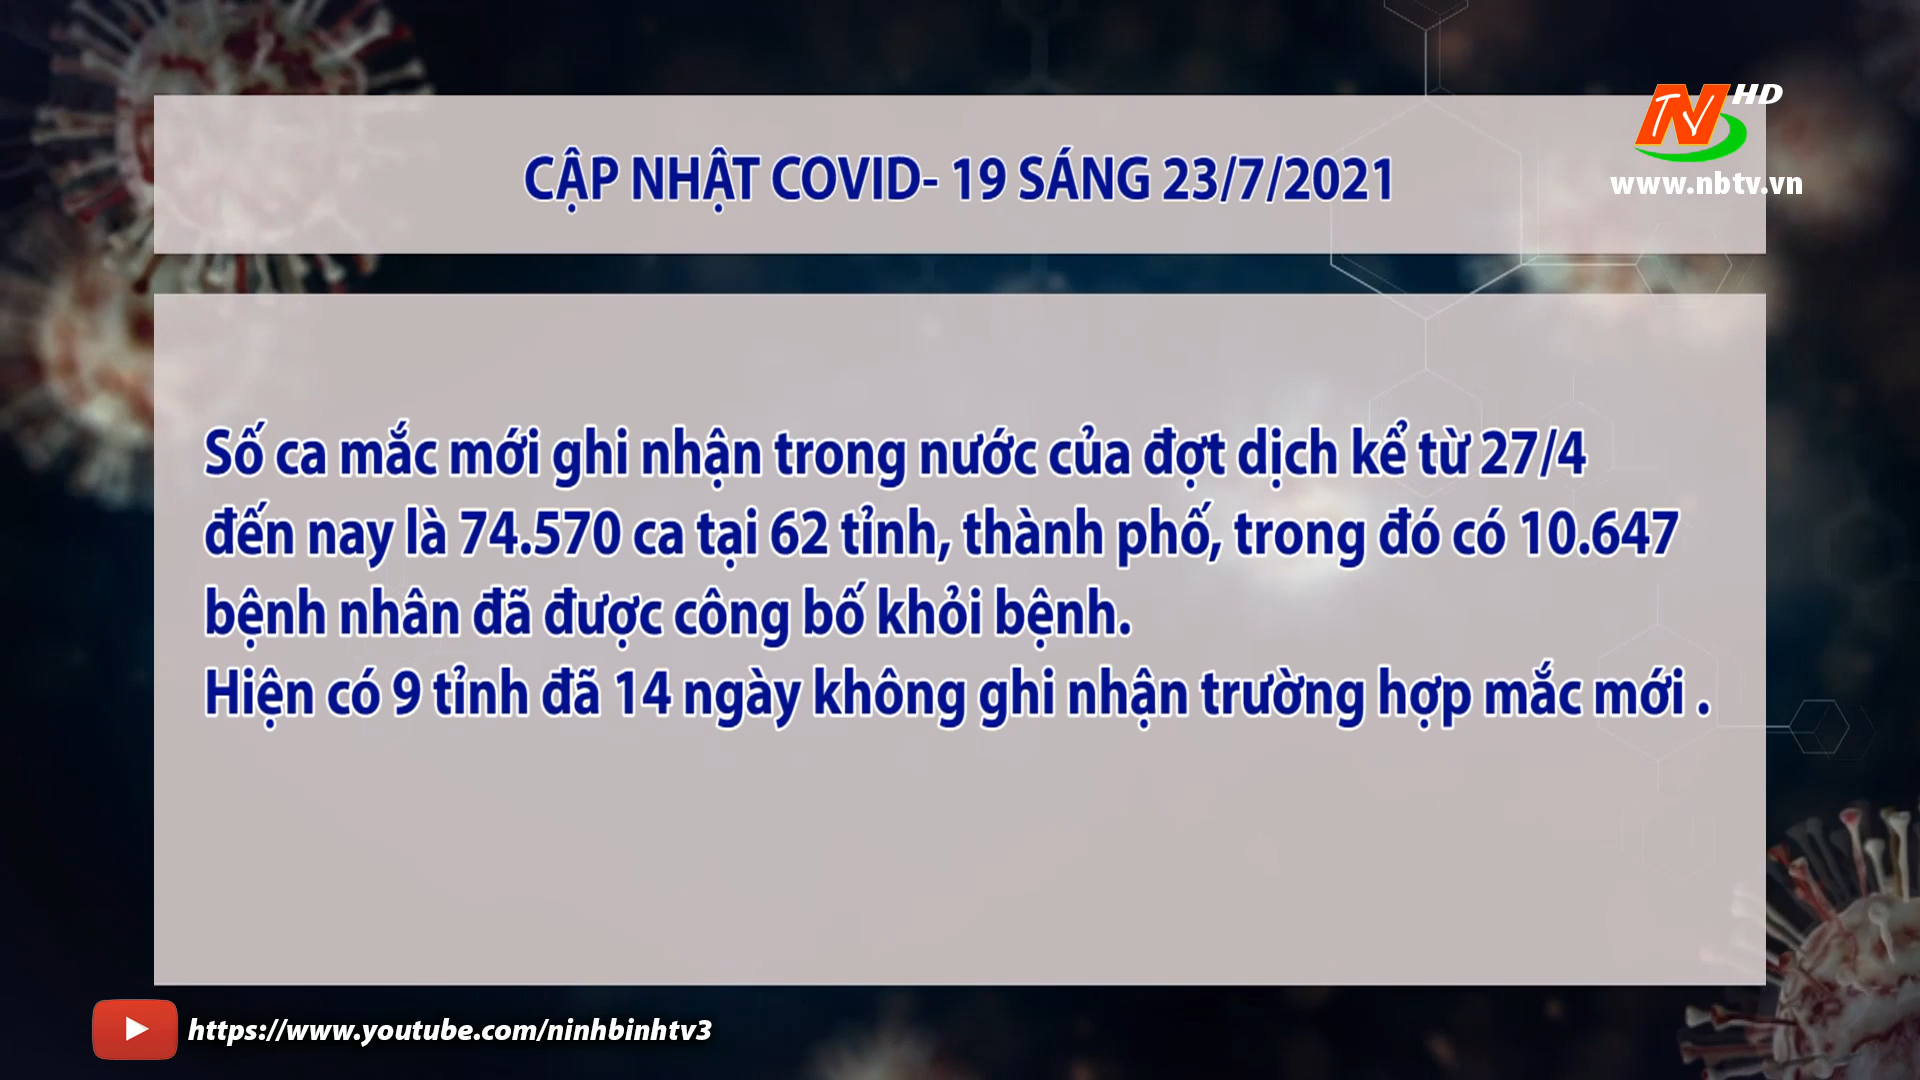 HD
NTV
www.nbtv.vn
CẬP NHẬT COVID- 19 SÁNG 23/7/2021
Số ca mắc mới ghi nhận trong nước của đợt dịch kể từ 27/4
đến nay là 74.570 ca tại 62 tỉnh, thành phố, trong đó có 10.647
bệnh nhân đã được công bố khỏi bệnh.
Hiện có 9 tỉnh đã 14 ngày không ghi nhận trường hợp mắc mới .
https://www.youtube.com/ninhbinhtv3